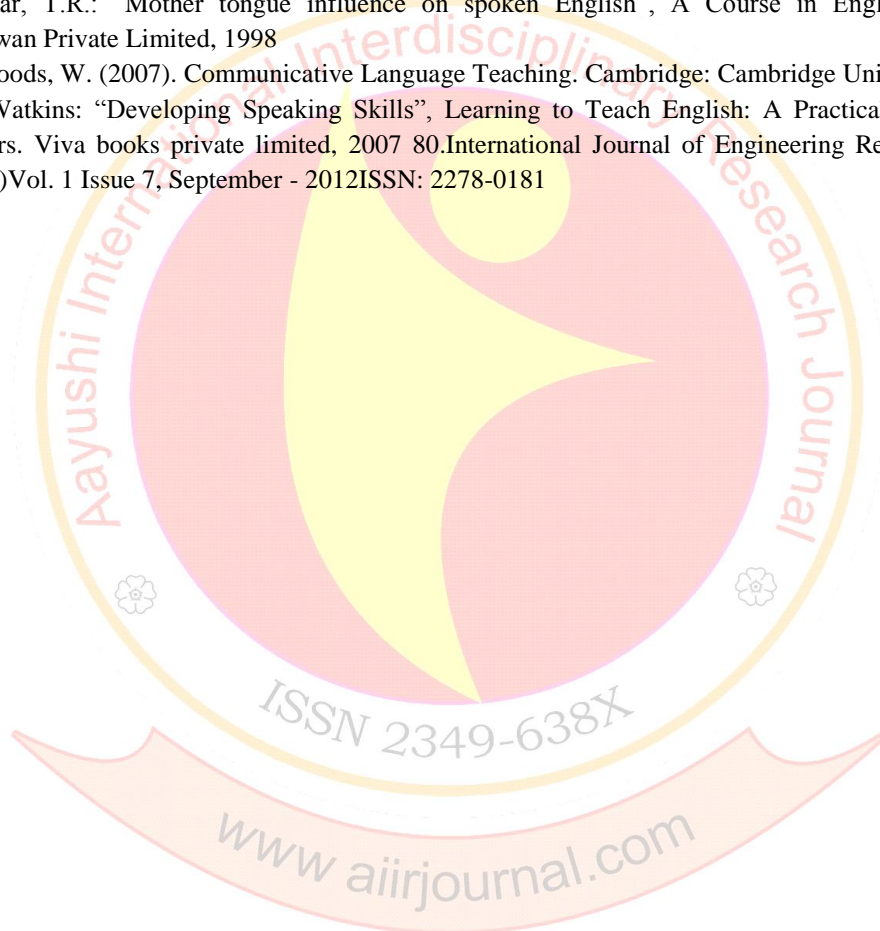 ar, T.R.: Mother tongue influence on spoken English , A Course in Engl
wan Private Limited, 1998
oods, W. (2007). Communicative Language Teaching. Cambridge: Cambridge Uni
Watkins: “Developing Speaking Skills”, Learning to Teach English: A Practica
rs. Viva books private limited, 2007 80.International Journal of Engineering Re
)Vol. 1 Issue 7, September - 2012ISSN: 2278-0181
Aayushi International Interdisciplinary Research Journal
ISSN 2349-638X
www aiirjournal.com